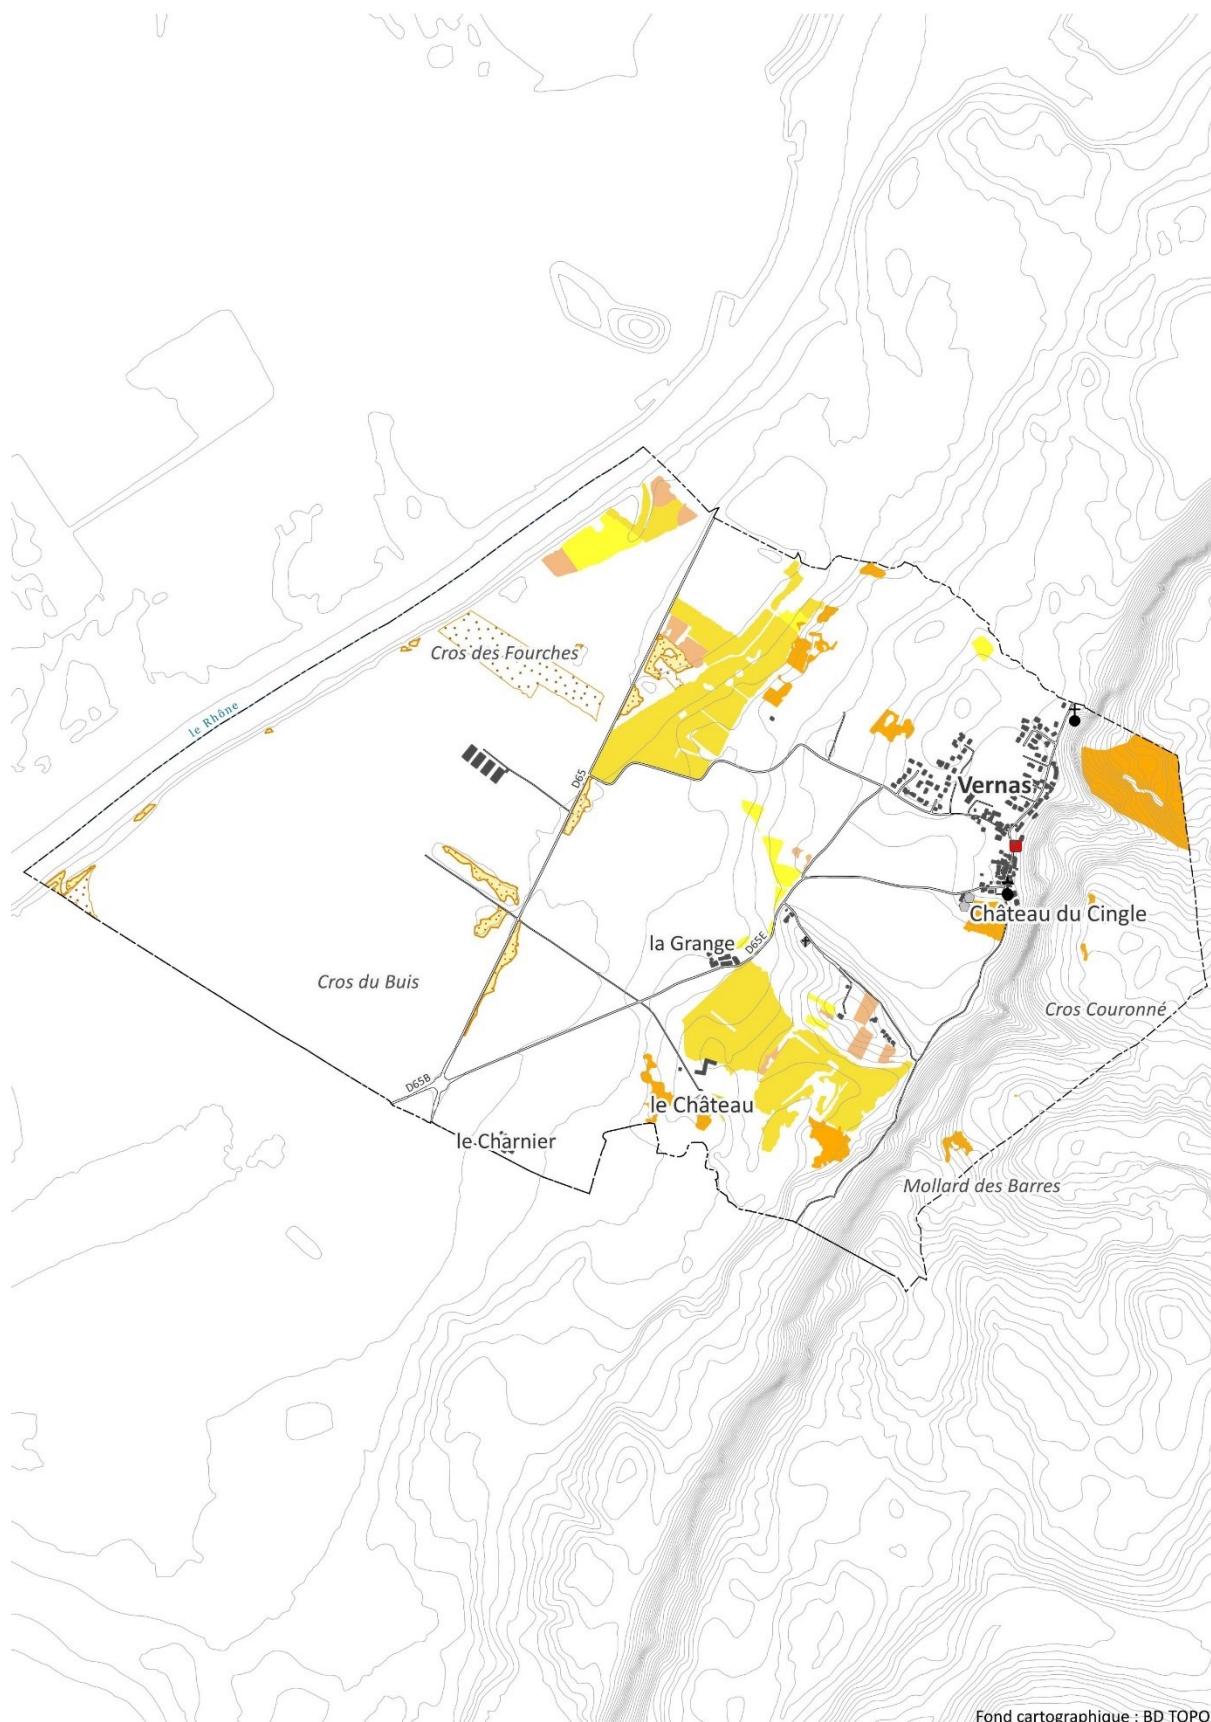 Cros des Fourches
le Rhône
D65
Vernas
Château du Cingle
la Grange
D65E
Cros du Buis
Cros Couronné
D65B
le Château
le Charnier
Mollard des Barres
Fond cartographique : BD TOPO